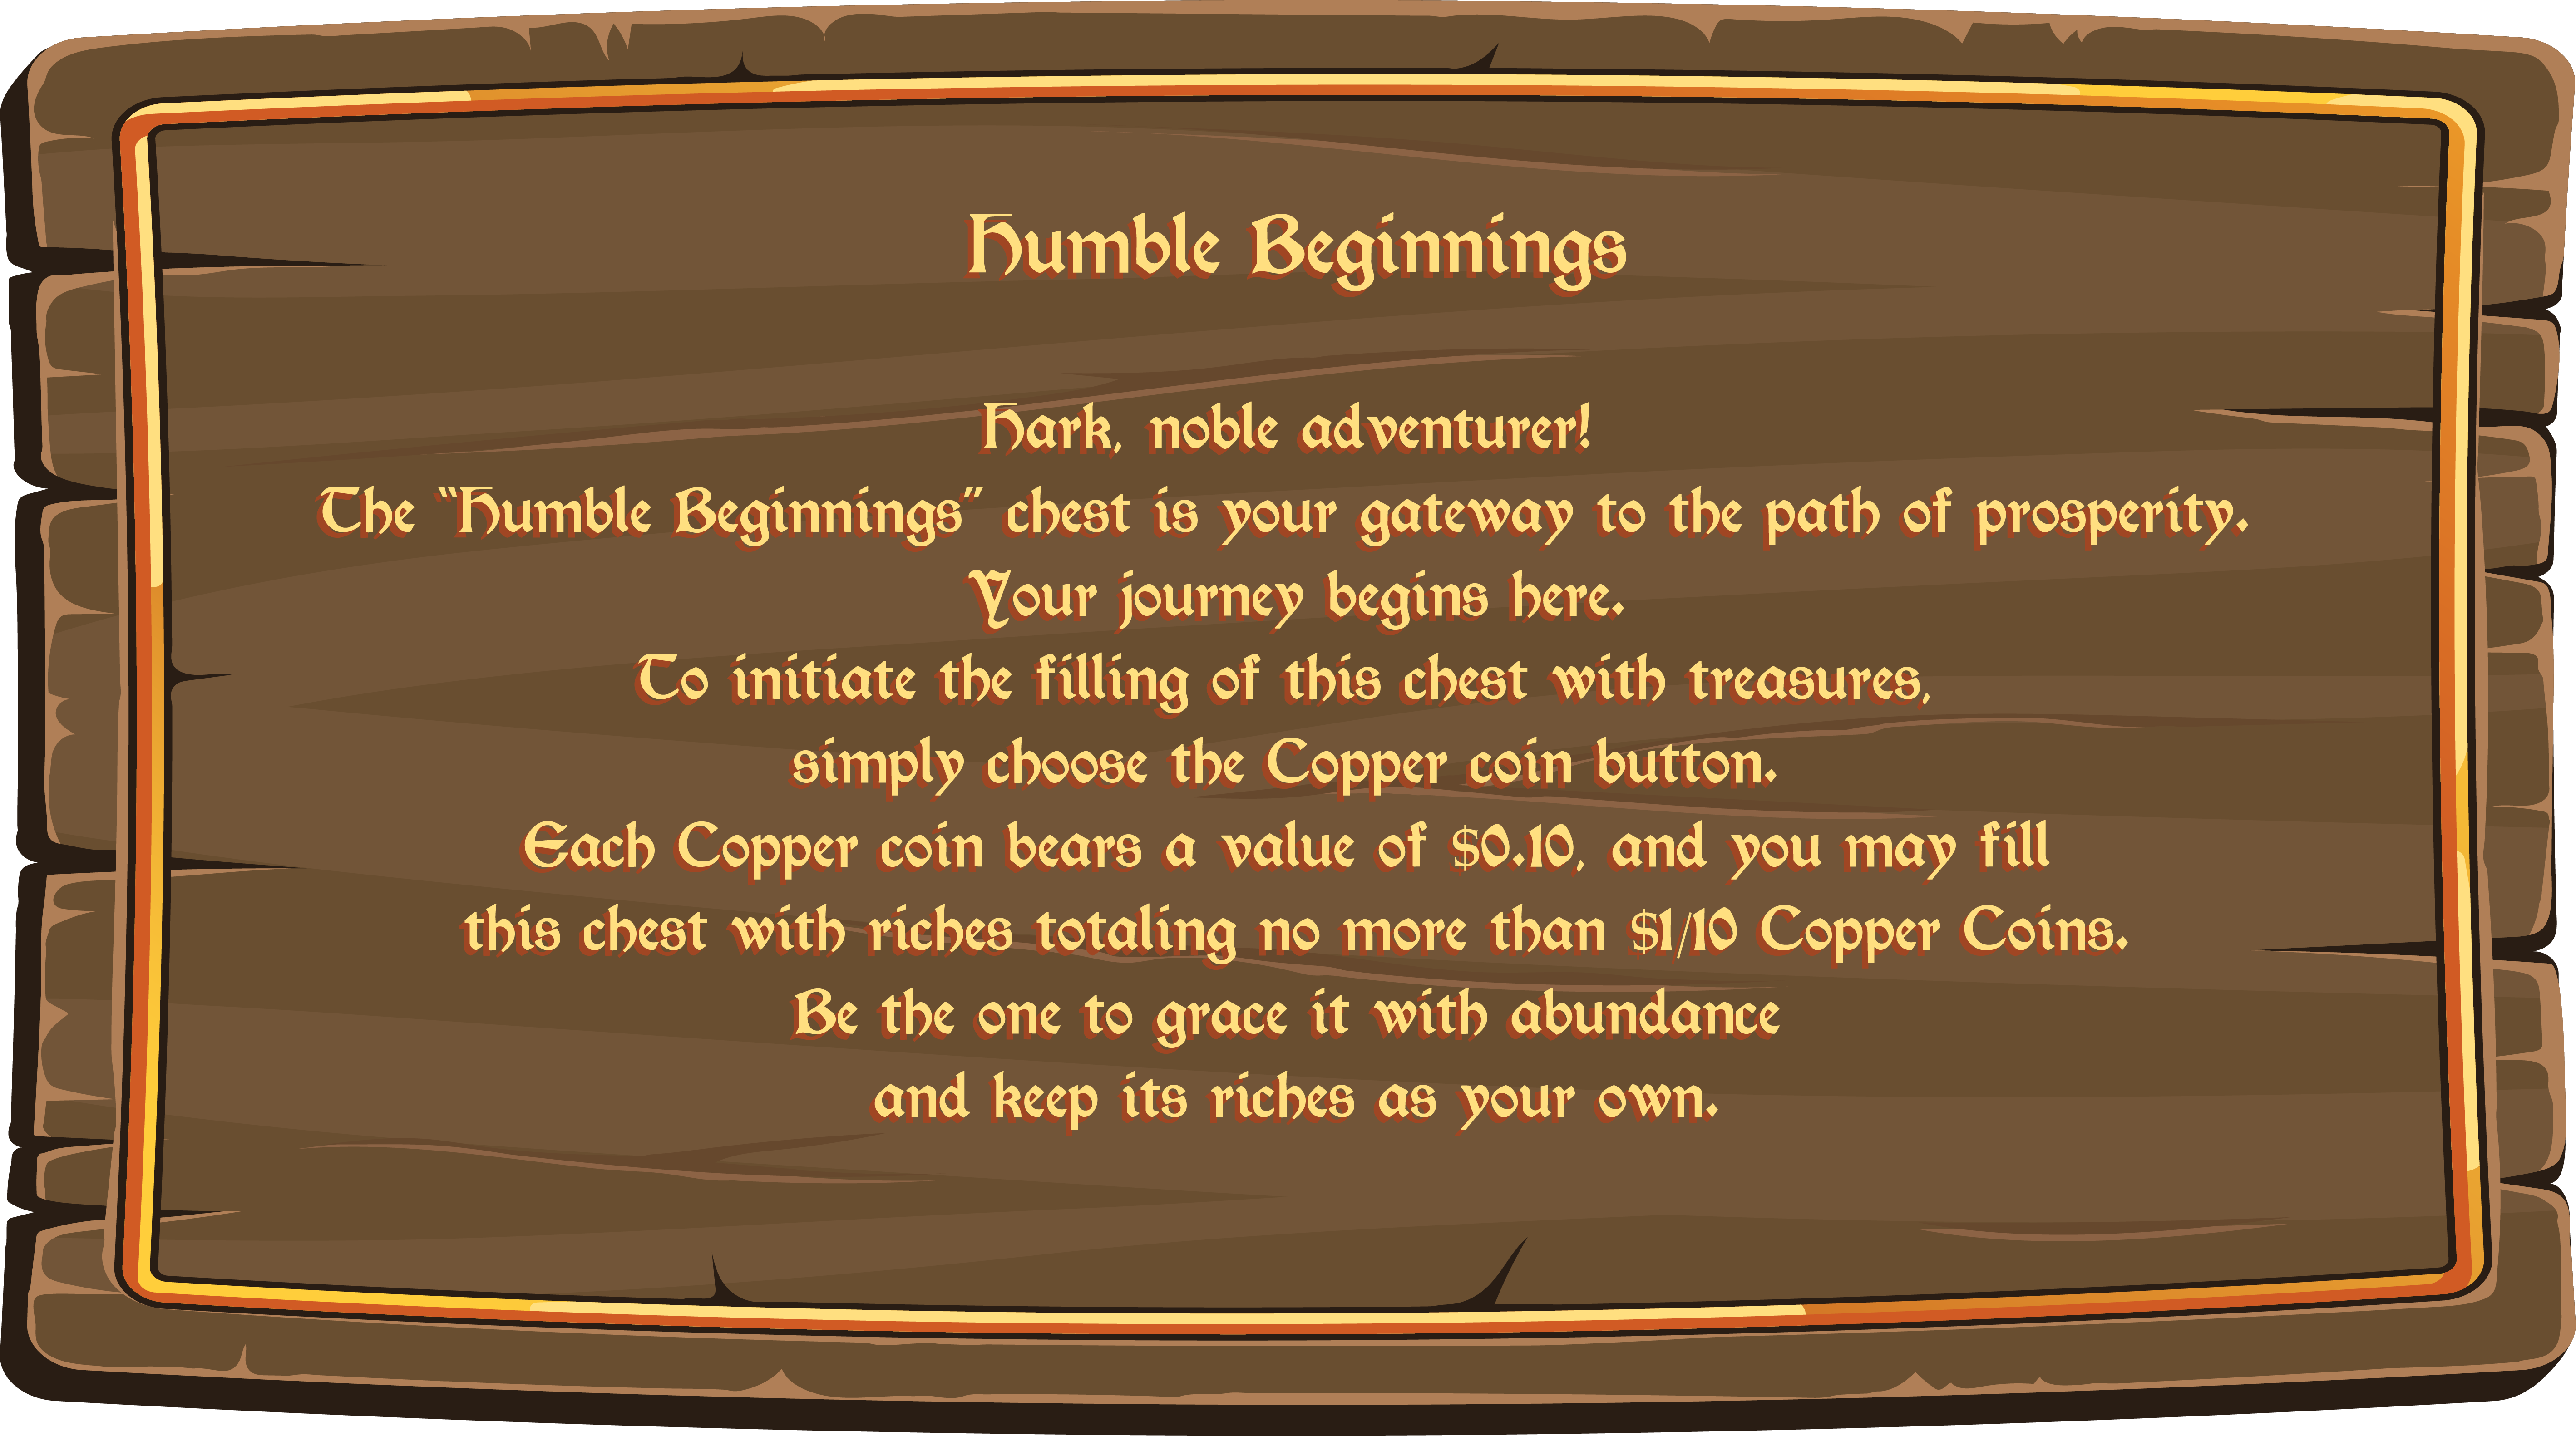 Humble Beginnings
Hark, noble adventurer!
The “Humble Beginnings” chest is your gateway to the path of prosperity.
Your journey begins here.
To initiate the filling of this chest with treasures,
simply choose the Copper coin button.
Each Copper coin bears a value of $0.10, and you may fill
this chest with riches totaling no more than $1/10 Copper Coins.
Be the one to grace it with abundance
and keep its riches as your own.